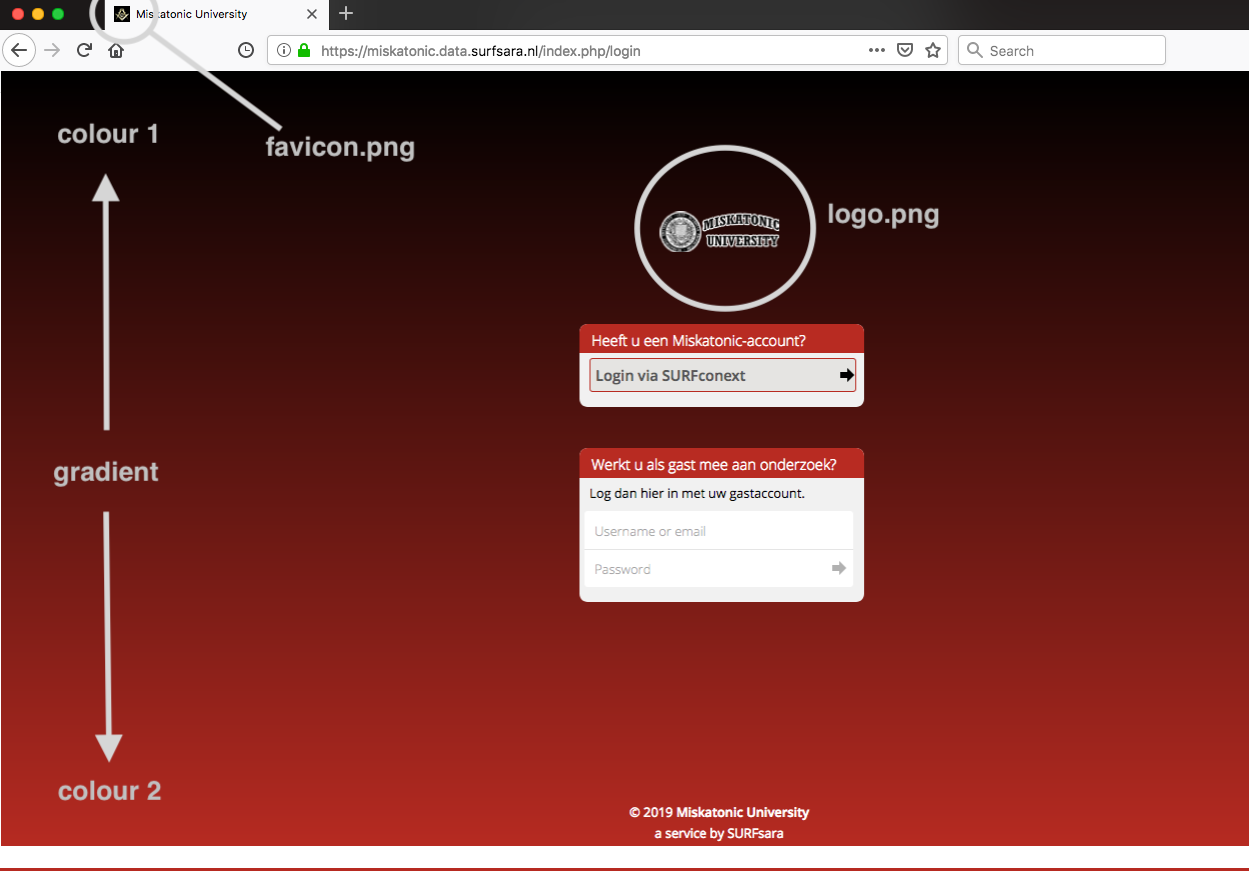 Miskatonic University
https://miskatonic.data.surfsara.nl/index.php/login
Search
colour 1
favicon.png
MISKATONIC
UNIVERSITY
logo.png
Heeft u een Miskatonic-account?
Login via SURFconext
gradient
Werkt u als gast mee aan onderzoek?
Log dan hier in met uw gastaccount.
Username or email
Password
colour 2
© 2019 Miskatonic University
a service by SURFsara